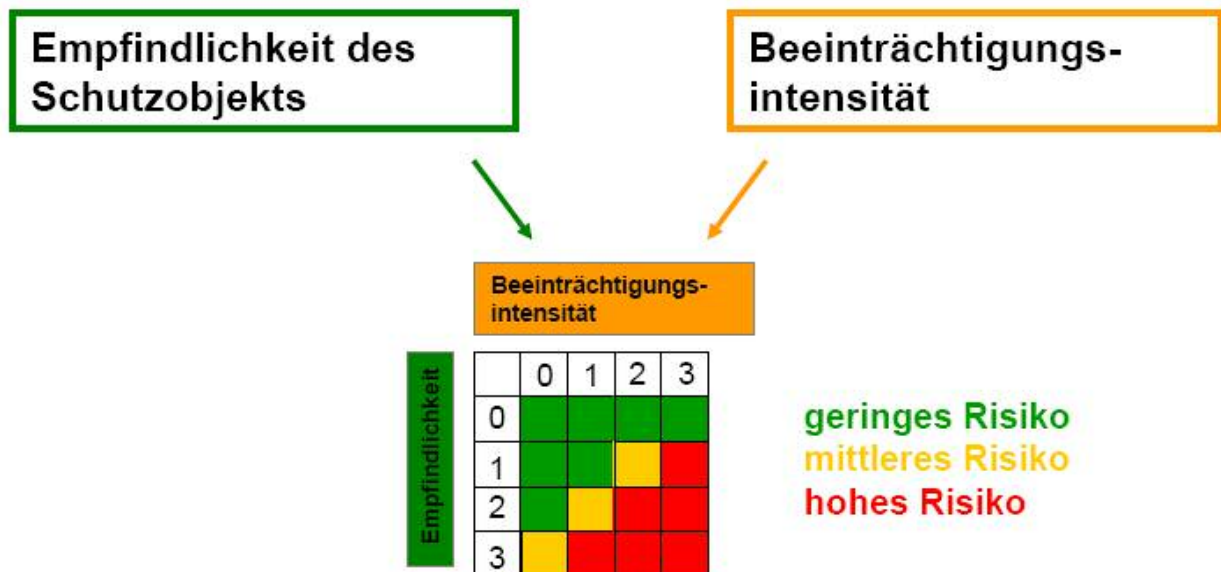 Empfindlichkeit des
Schutzobjekts
Beeinträchtigungs-
intensität
Beeinträchtigungs-
intensität
Empfindlichkeit
0 1 2 3
0
1
2
3
geringes Risiko
mittleres Risiko
hohes Risiko